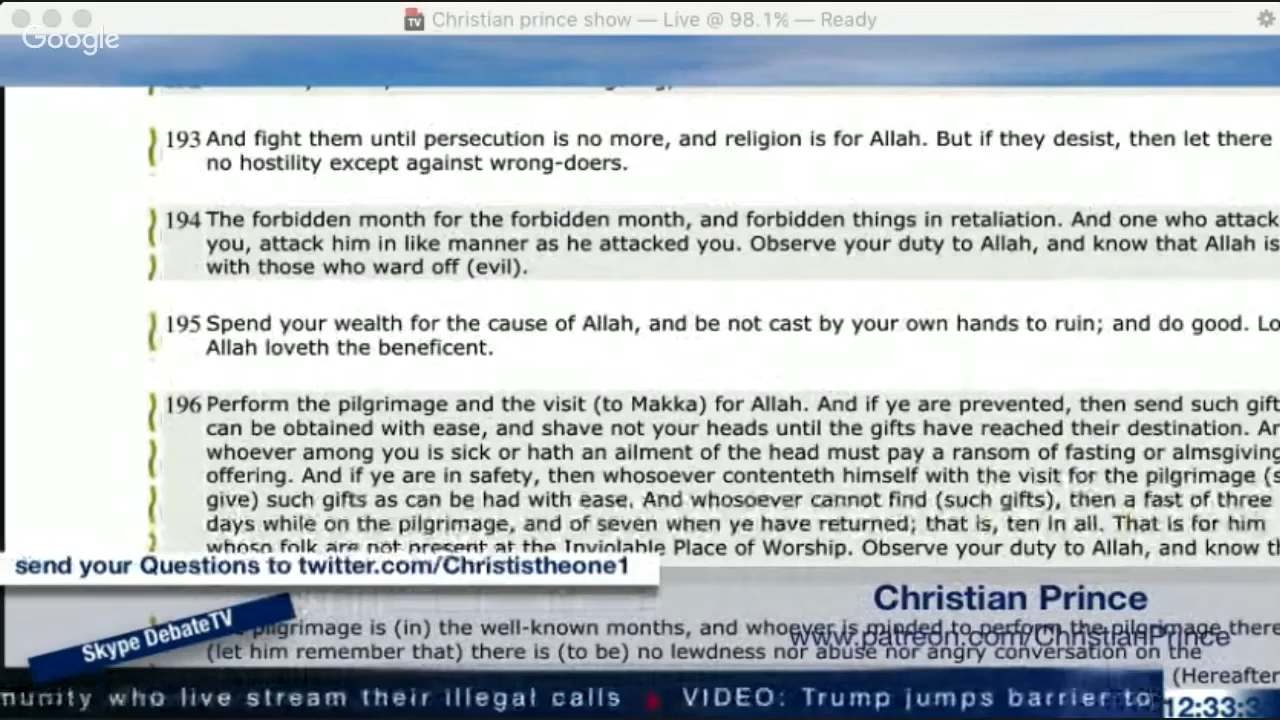 Christian prince show — Live @ 98.1% — Ready
Google
193 And fight them until persecution is no more, and religion is for Allah. But if they desist, then let there
no hostility except against wrong-doers.
194 The forbidden month for the forbidden month, and forbidden things in retaliation. And one who attack
you, attack him in like manner as he attacked you. Observe your duty to Allah, and know that Allah is
with those who ward off (evil).
195 Spend your wealth for the cause of Allah, and be not cast by your own hands to ruin; and do good. Lo
Allah loveth the beneficent.
196 Perform the pilgrimage and the visit (to Makka) for Allah. And if ye are prevented, then send such gift
can be obtained with ease, and shave not your heads until the gifts have reached their destination. An
whoever among you is sick or hath an ailment of the head must pay a ransom of fasting or almsgiving
offering. And if ye are in safety, then whosoever contenteth himself with the visit for the pilgrimage (s
give) such gifts as can be had with ease. And whosoever cannot find (such gifts), then a fast of three
days while on the pilgrimage, and of seven when ye have returned; that is, ten in all. That is for him
whoso folk are not present at the Inviolable Place of Worship. Observe your duty to Allah, and know th
send your Questions to twitter.com/Christistheone1
Christian Prince
Skype DebateTV
pilgrimage is (in) the well-known months, and whoever is minded to perform the pilgrimage there
www.patreon.com/ChristianPrince
(let him remember that) there is (to be) no lewdness nor abuse nor angry conversation on the
(Hereafter
nunity who live stream their illegal calls VIDEO: Trump jumps barrier to
12:33:3